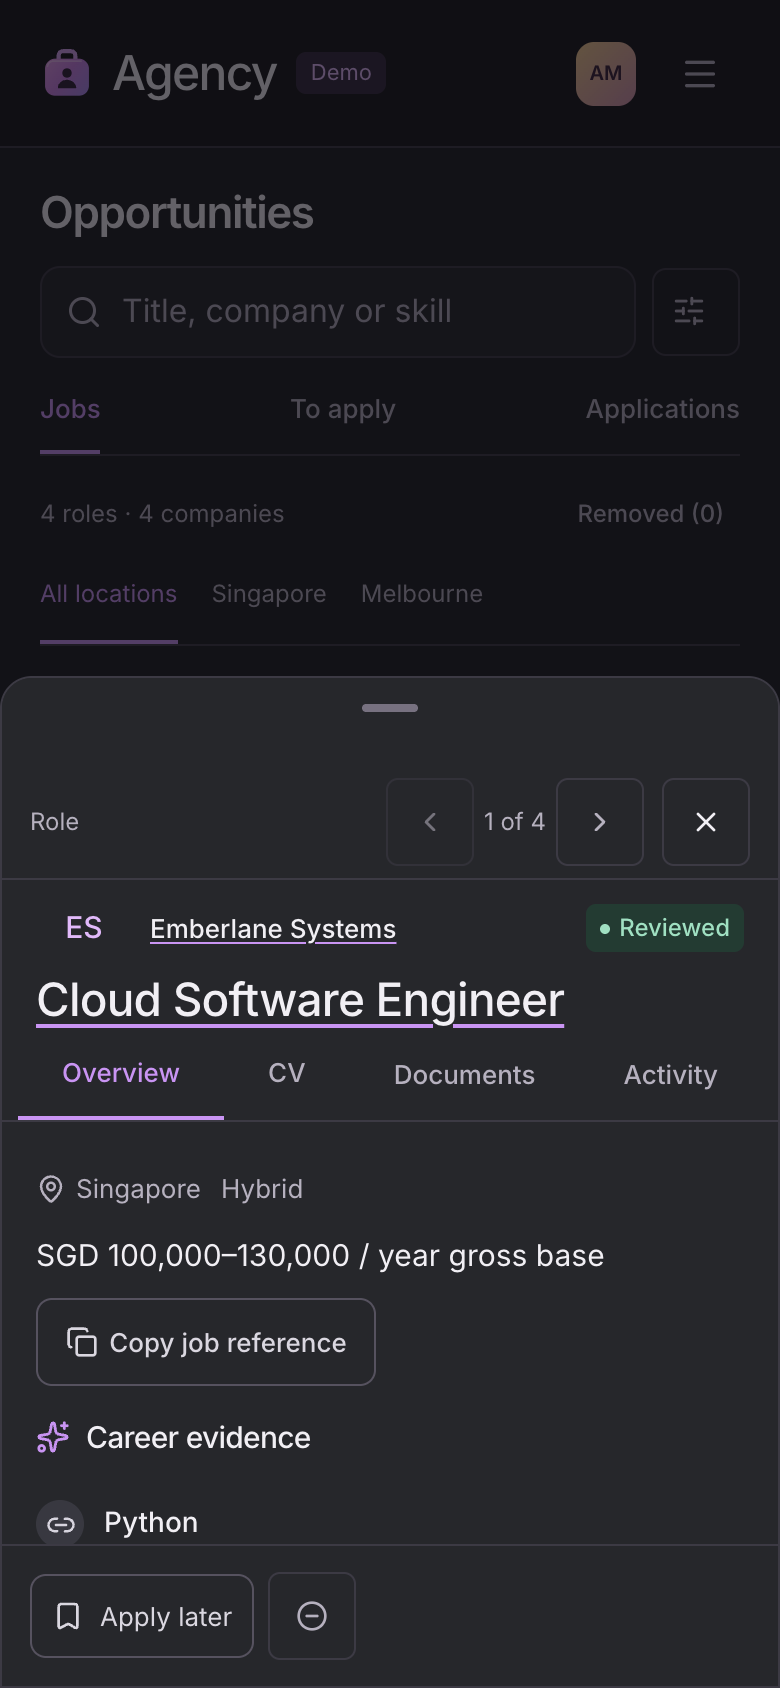 Agency Demo AM
Opportunities
Title, company or skill
Jobs To apply Applications
4 roles · 4 companies Removed (0)
All locations Singapore Melbourne
Role 1 of 4
ES Emberlane Systems Reviewed
Cloud Software Engineer
Overview CV Documents Activity
Singapore Hybrid
SGD 100,000–130,000 / year gross base
Copy job reference
Career evidence
Python
Apply later